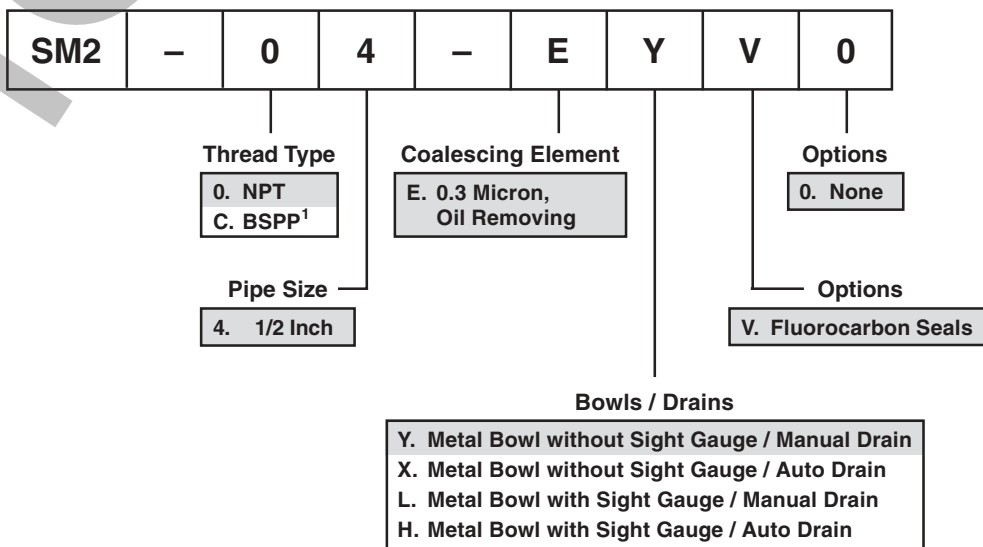 SM2 – 0 4 – E Y V 0
Thread Type
0. NPT
C. BSPP1
Coalescing Element
E. 0.3 Micron,
Oil Removing
Options
0. None
Pipe Size
4. 1/2 Inch
Options
V. Fluorocarbon Seals
Bowls / Drains
Y. Metal Bowl without Sight Gauge / Manual Drain
X. Metal Bowl without Sight Gauge / Auto Drain
L. Metal Bowl with Sight Gauge / Manual Drain
H. Metal Bowl with Sight Gauge / Auto Drain